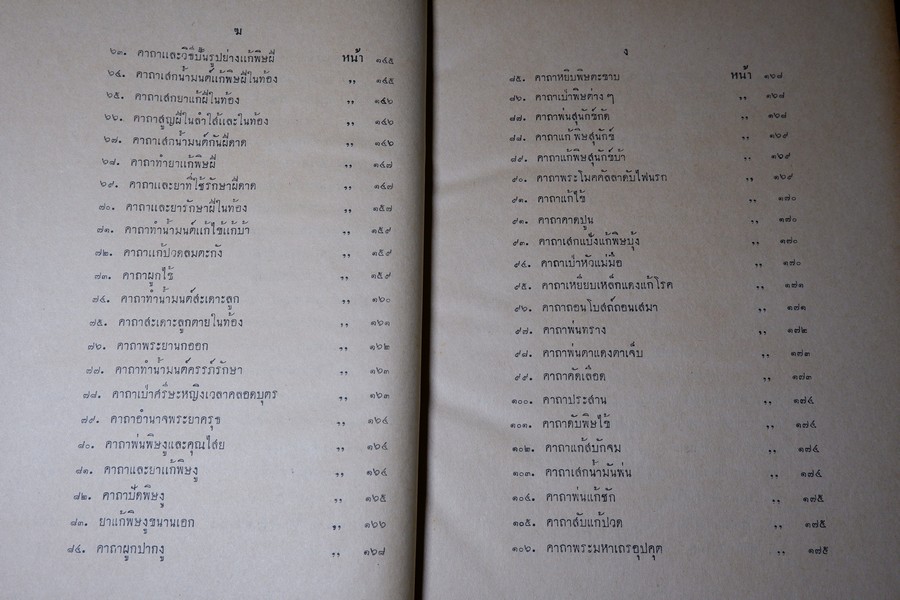 ฆ
๖๓. คาถาและวิธีปั้นรูปย่างแก้พิษผี หน้า ๑๔๕
๖๔. คาถาเสกน้ำมนต์แก้พิษผีในท้อง ,, ๑๔๕
๖๕. คาถาเสกยาแก้ผีในท้อง ,, ๑๔๖
๖๖. คาถาสูญผีในลำไส้และในท้อง ,, ๑๔๖
๖๗. คาถาเสกน้ำมนต์กันผีดาด ,, ๑๔๖
๖๘. คาถาทำยาแก้พิษผี ,, ๑๔๗
๖๙. คาถาและยาที่ใช้รักษาผีดาด ,, ๑๔๗
๗๐. คาถาและยารักษาฝีในท้อง ,, ๑๕๗
๗๑. คาถาทำน้ำมนต์แก้ไข้แก้บ้า ,, ๑๕๙
๗๒. คาถาแก้ปวดลมตะกัง ,, ๑๕๙
๗๓. คาถาผูกไข้ ,, ๑๕๙
๗๔. คาถาทำน้ำมนต์สะเดาะลูก ,, ๑๖๐
๗๕. คาถาสะเดาะลูกตายในท้อง ,, ๑๖๑
๗๖. คาถาพระยานกออก ,, ๑๖๒
๗๗. คาถาทำน้ำมนต์ครรภ์รักษา ,, ๑๖๓
๗๘. คาถาเป่าศีร์ษะหญิงเวลาคลอดบุตร ,, ๑๖๓
๗๙. คาถาอำนาจพระยาครุฑ ,, ๑๖๔
๘๐. คาถาพ่นพิษงูและคุณไสย ,, ๑๖๔
๘๑. คาถาและยาแก้พิษงู ,, ๑๖๔
๘๒. คาถาปัดพิษงู ,, ๑๖๕
๘๓. ยาแก้พิษงูขนานเอก ,, ๑๖๖
๘๔. คาถาผูกปากงู ,, ๑๖๘
ง
๘๕. คาถาหยิบพิษตะขาบ หน้า ๑๖๘
๘๖. คาถาเป่าพิษต่าง ๆ ,, ๑๖๘
๘๗. คาถาพ่นสุนักข์กัด ,, ๑๖๘
๘๘. คาถาแก้พิษสุนักข์ ,, ๑๖๙
๘๙. คาถาแก้พิษสุนักข์บ้า ,, ๑๖๙
๙๐. คาถาพระโมคคัลลาดับไฟนรก ,, ๑๖๙
๙๑. คาถาแก้ไข้ ,, ๑๗๐
๙๑. คาถาคาดปูน ,, ๑๗๐
๙๓. คาถาเสกแป้งแก้พิษบุ้ง ,, ๑๗๐
๙๔. คาถาเป่าหัวแม่มือ ,, ๑๗๐
๙๕. คาถาเหยียบเหล็กแดงแก้โรค ,, ๑๗๑
๙๖. คาถาถอนโบสถ์ถอนเสมา ,, ๑๗๑
๙๗. คาถาพ่นทราง ,, ๑๗๒
๙๘. คาถาพ่นตาแดงตาเจ็บ ,, ๑๗๓
๙๙. คาถาคัดเลือด ,, ๑๗๓
๑๐๐. คาถาประสาน ,, ๑๗๔
๑๐๑. คาถาดับพิษไข้ ,, ๑๗๔
๑๐๒. คาถาแก้สบักจม ,, ๑๗๔
๑๐๓. คาถาเสกน้ำมันพ่น ,, ๑๗๔
๑๐๔. คาถาพ่นแก้ชัก ,, ๑๗๕
๑๐๕. คาถาสับแก้ปวด ,, ๑๗๕
๑๐๖. คาถาพระมหาเถรอุปคุต ,, ๑๗๕